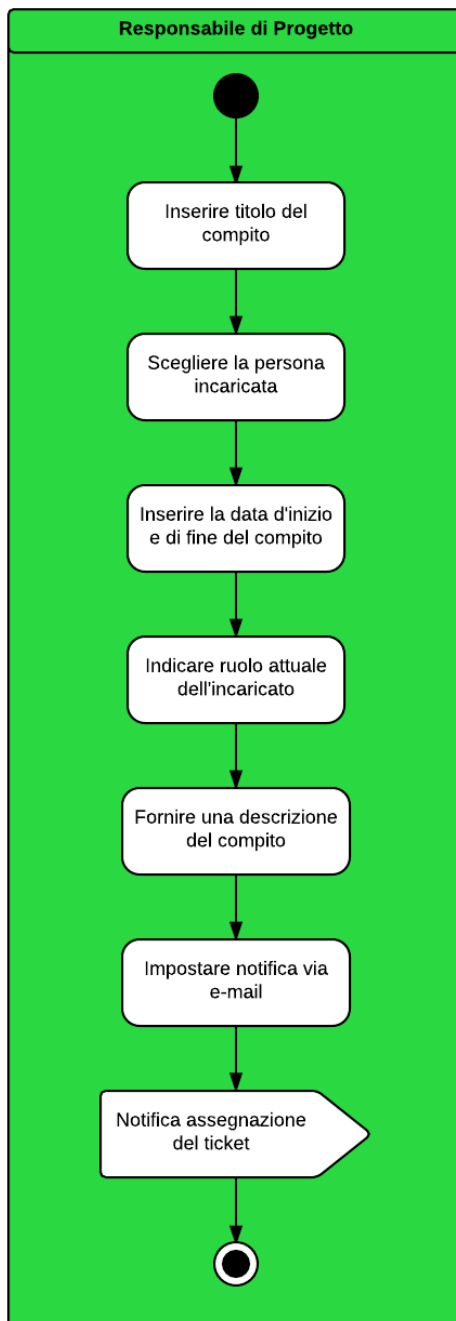 Responsabile di Progetto
Inserire titolo del
compito
Scegliere la persona
incaricata
Inserire la data d'inizio
e di fine del compito
Indicare ruolo attuale
dell'incaricato
Fornire una descrizione
del compito
Impostare notifica via
e-mail
Notifica assegnazione
del ticket